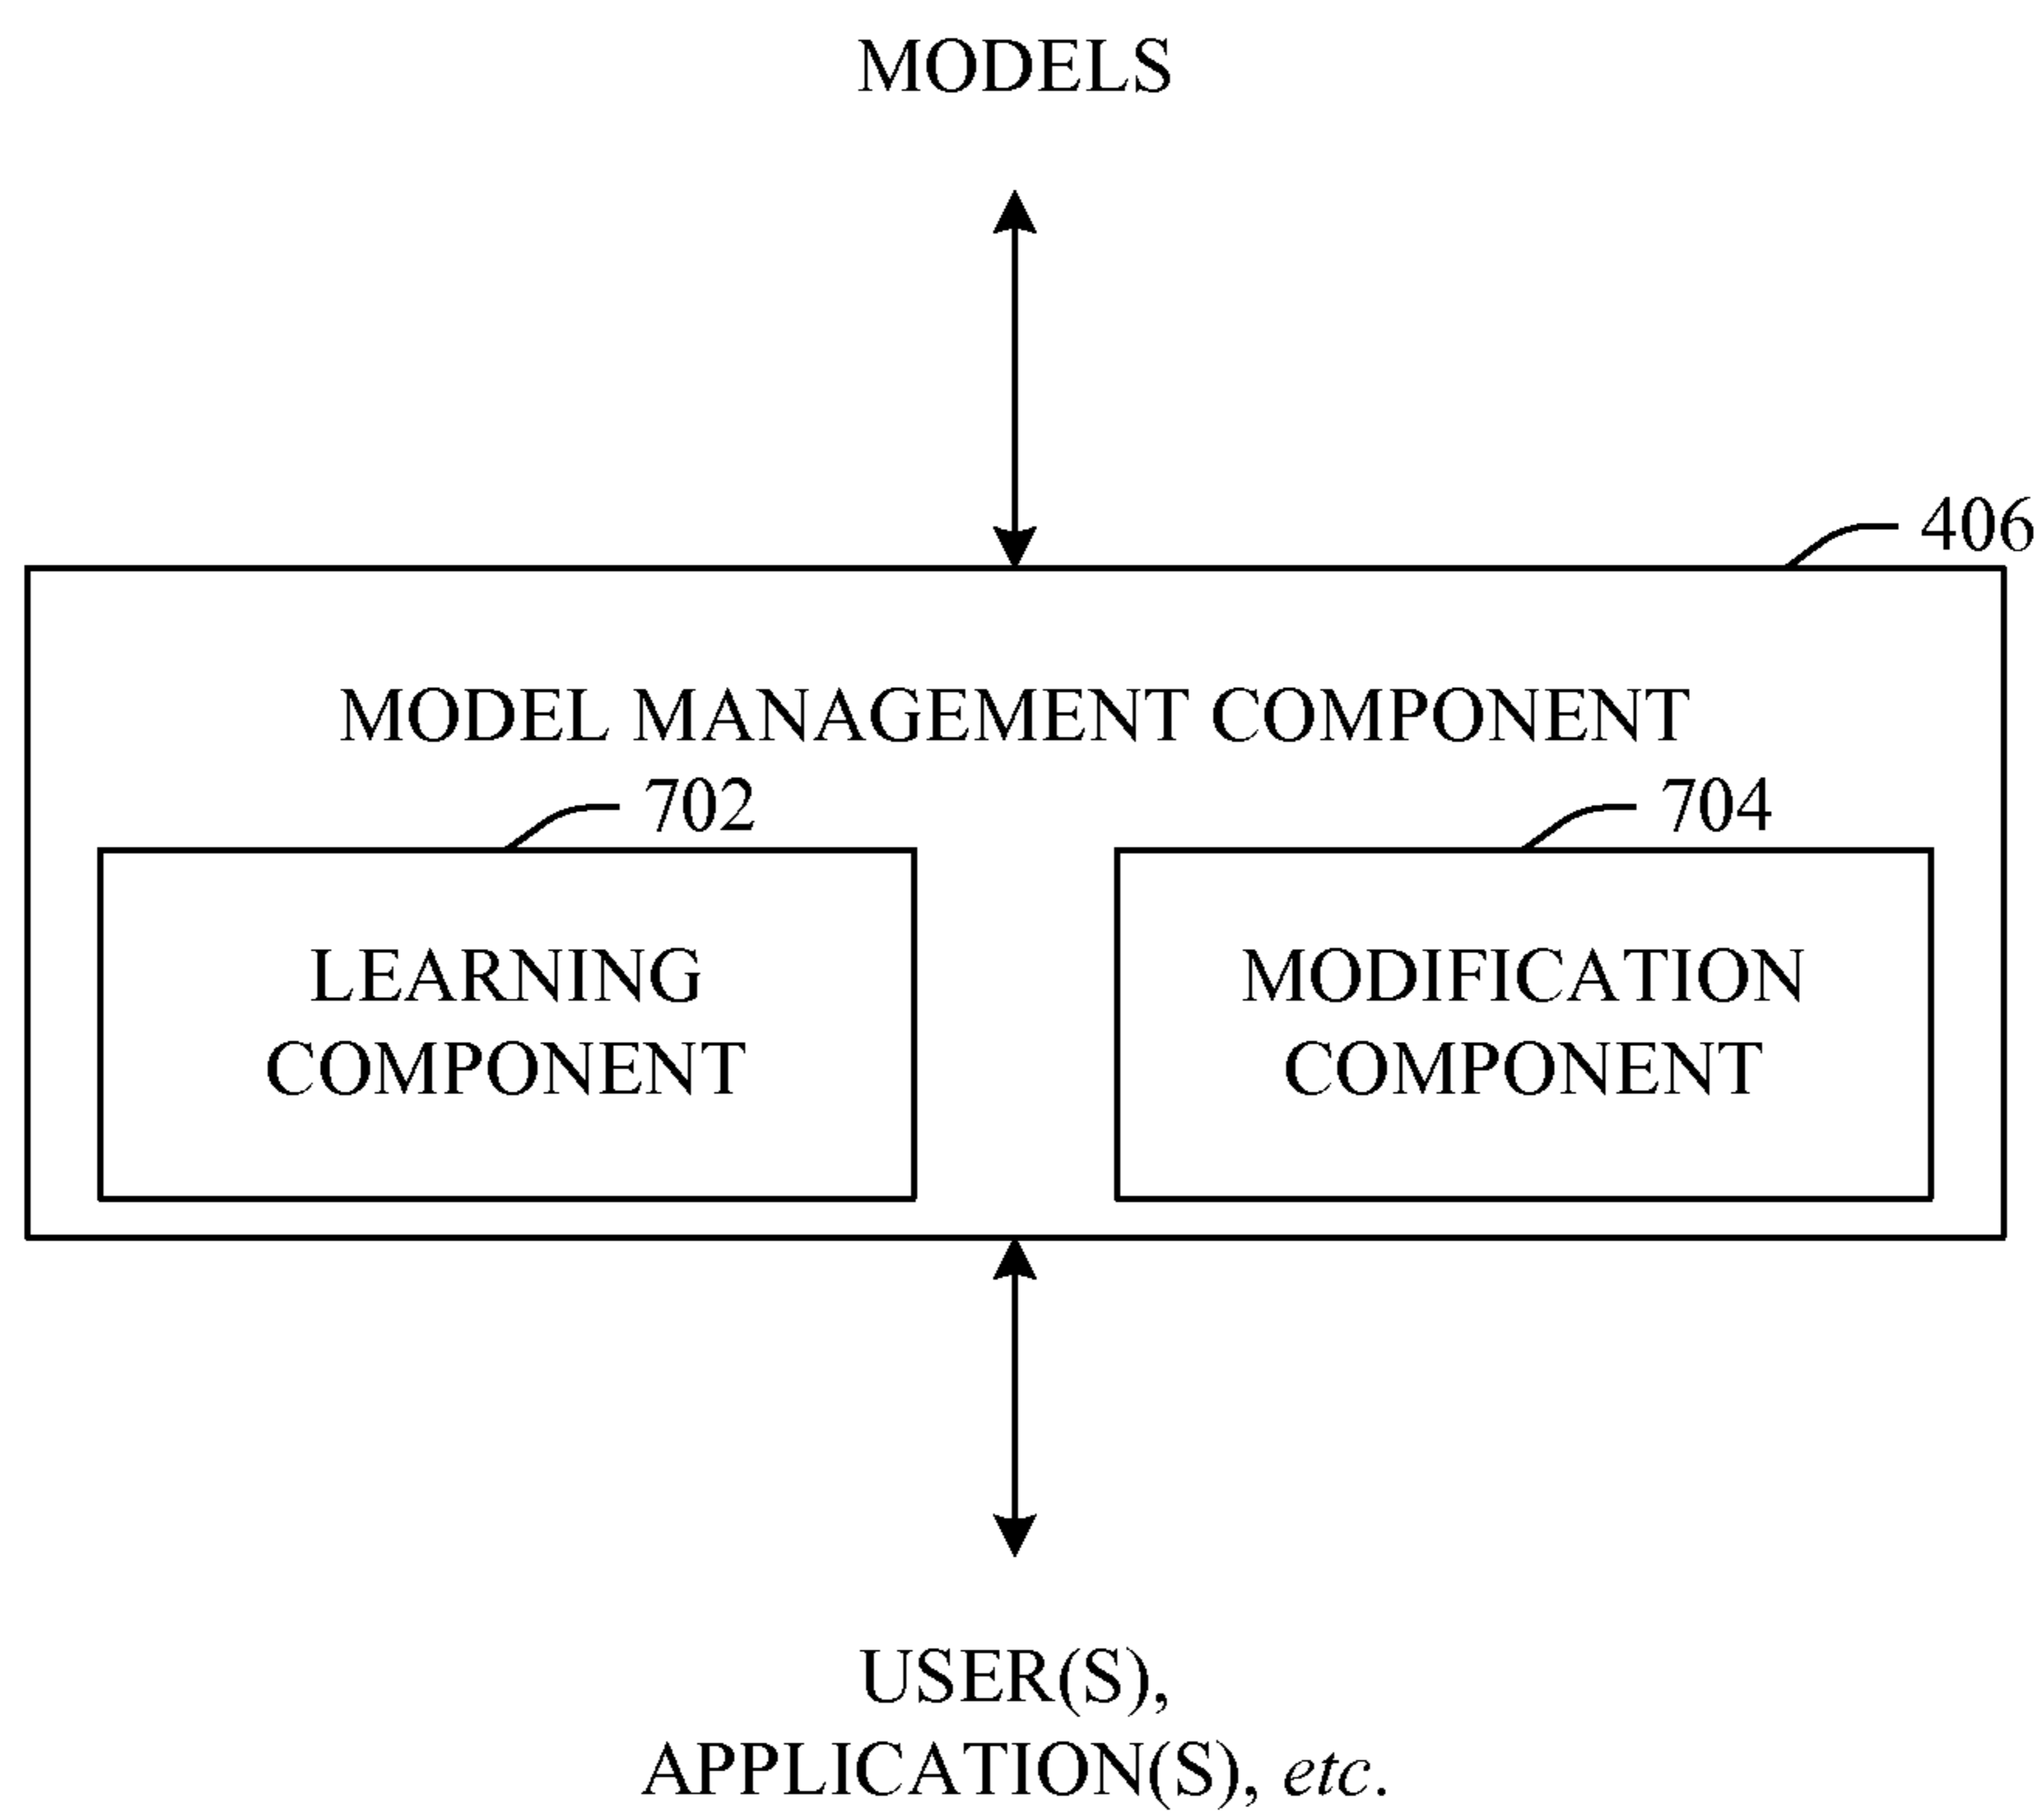 MODELS
406
MODEL MANAGEMENT COMPONENT
702
704
LEARNING
COMPONENT
MODIFICATION
COMPONENT
USER(S),
APPLICATION(S), etc.